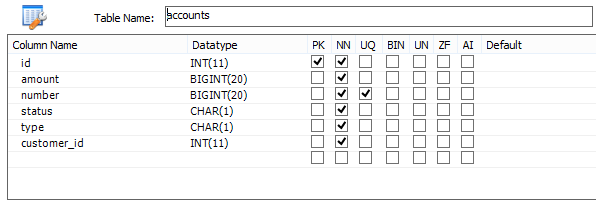 Table Name: accounts
Column Name Datatype PK NN UQ BIN UN ZF AI Default
id INT(11)
amount BIGINT(20)
number BIGINT(20)
status CHAR(1)
type CHAR(1)
customer_id INT(11)